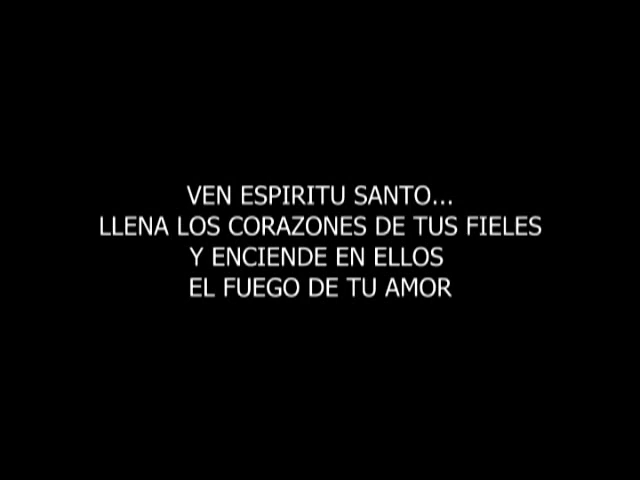 VEN ESPIRITU SANTO...
LLENA LOS CORAZONES DE TUS FIELES
Y ENCIENDE EN ELLOS
EL FUEGO DE TU AMOR